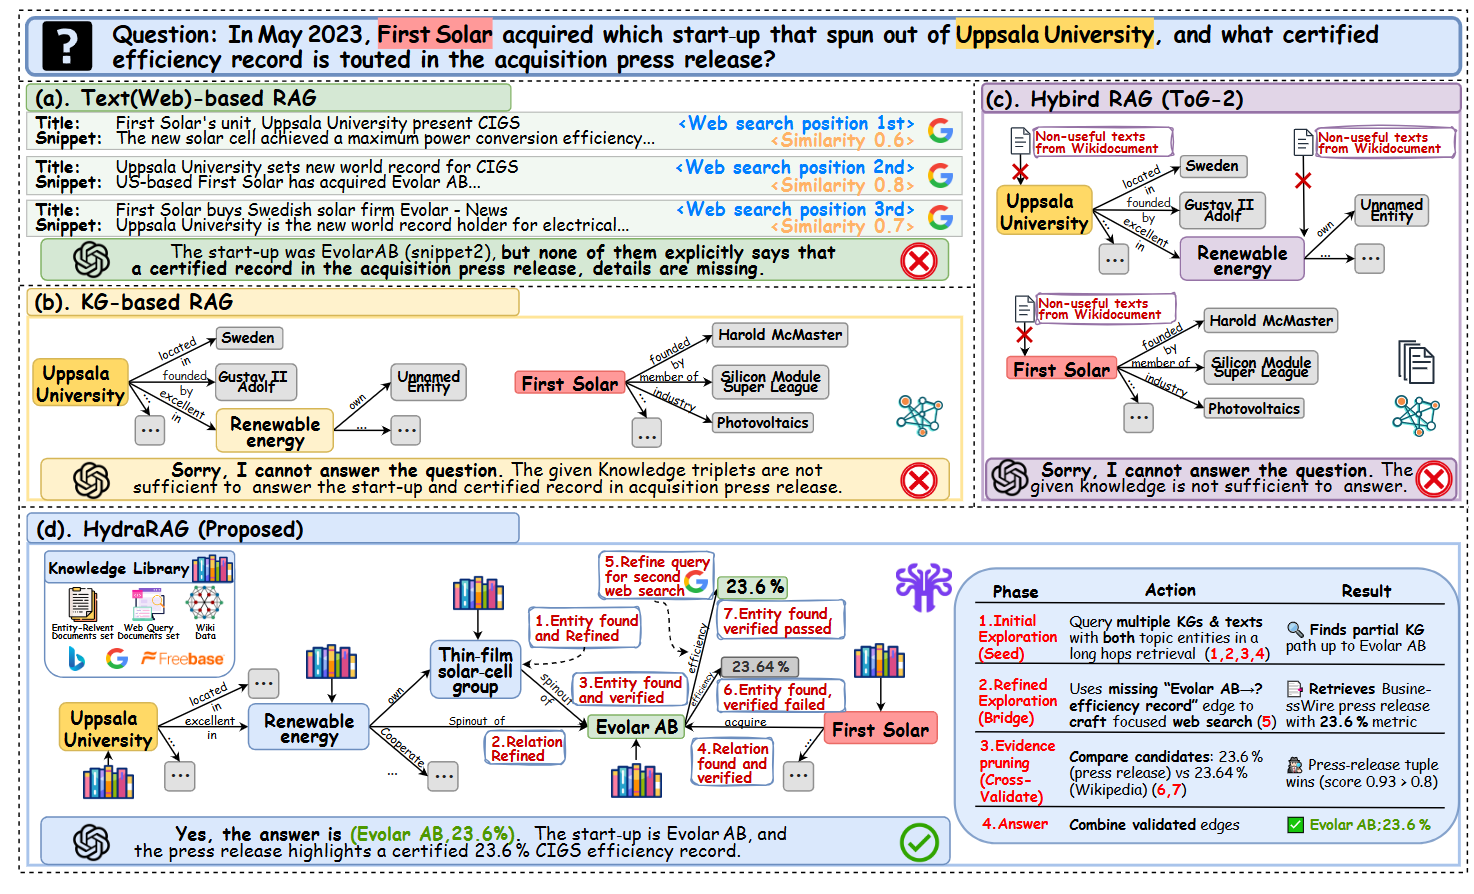 Question: In May 2023, First Solar acquired which start-up that spun out of Uppsala University, and what certified
efficiency record is touted in the acquisition press release?
(a). Text(Web)-based RAG
Title: First Solar's unit, Uppsala University present CIGS
<Web search position 1st>
Snippet: The new solar cell achieved a maximum power conversion efficiency...
<Similarity 0.6>
Title: Uppsala University sets new world record for CIGS
<Web search position 2nd>
Snippet: US-based First Solar has acquired Evolar AB...
<Similarity 0.8>
Title: First Solar buys Swedish solar firm Evolar - News
<Web search position 3rd>
Snippet: Uppsala University is the new world record holder for electrical...
<Similarity 0.7>
The start-up was EvolarAB (snippet2), but none of them explicitly says that
a certified record in the acquisition press release, details are missing.
(b). KG-based RAG
Uppsala
University
located
in
Sweden
founded
by
Gustav II
Adolf
excellent
in
...
Renewable
energy
own
Unnamed
Entity
...
...
First Solar
founded
by
Harold McMaster
member of
Silicon Module
Super League
industry
Photovoltaics
...
Sorry, I cannot answer the question. The given Knowledge triplets are not
sufficient to answer the start-up and certified record in acquisition press release.
(c). Hybird RAG (ToG-2)
Non-useful texts
from Wikidocument
Non-useful texts
from Wikidocument
Uppsala
University
located
in
Sweden
founded
by
Gustav II
Adolf
excellent
in
...
Renewable
energy
own
Unnamed
Entity
...
...
Non-useful texts
from Wikidocument
First Solar
founded
by
Harold McMaster
member of
Silicon Module
Super League
industry
Photovoltaics
...
Sorry, I cannot answer the question. The
given knowledge is not sufficient to answer.
(d). HydraRAG (Proposed)
Knowledge Library
Entity-Relvent
Documents set
Web Query
Documents set
Wiki
Data
Freebase
Uppsala
University
located
in
...
excellent
in
...
Renewable
energy
own
Thin-film
solar-cell
group
Spinout of
Cooperate
...
...
1.Entity found
and Refined
2.Relation
Refined
spinout
of
3.Entity found
and verified
Evolar AB
4.Relation
found and
verified
acquire
First Solar
...
5.Refine query
for second
web search
efficiency
23.6 %
7.Entity found,
verified passed
efficiency
23.64 %
6.Entity found,
verified failed
Phase
Action
Result
1.Initial
Exploration
(Seed)
Query multiple KGs & texts
with both topic entities in a
long hops retrieval (1,2,3,4)
Finds partial KG
path up to Evolar AB
2.Refined
Exploration
(Bridge)
Uses missing “Evolar AB→?
efficiency record” edge to
craft focused web search (5)
Retrieves Busine-
ssWire press release
with 23.6 % metric
3.Evidence
pruning
(Cross-
Validate)
Compare candidates: 23.6 %
(press release) vs 23.64 %
(Wikipedia) (6,7)
Press-release tuple
wins (score 0.93 > 0.8)
4.Answer
Combine validated edges
Evolar AB;23.6 %
Yes, the answer is (Evolar AB,23.6%). The start-up is Evolar AB, and
the press release highlights a certified 23.6 % CIGS efficiency record.